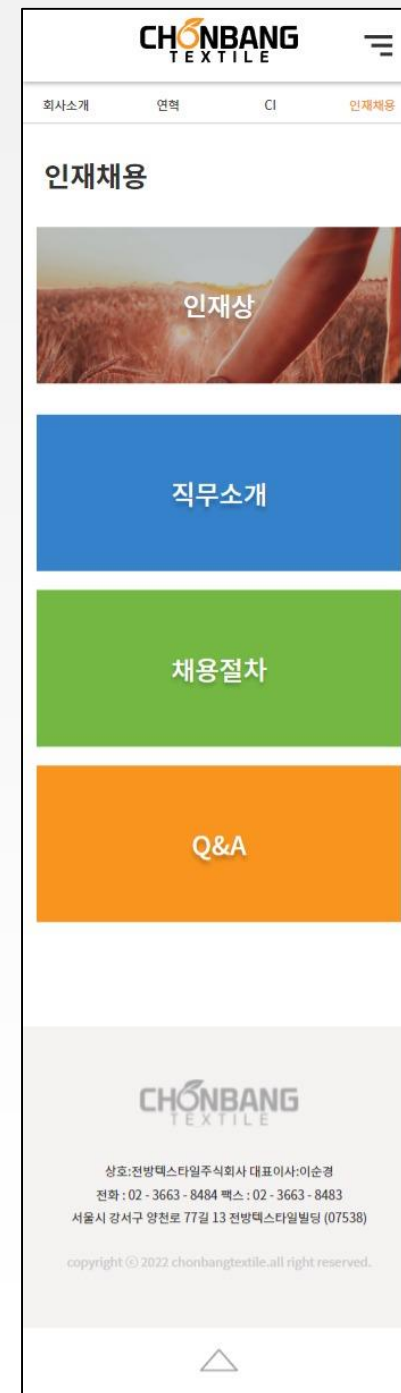 CHONBANG
TEXTILE
회사소개 연혁 CI 인재채용
인재채용
인재상
직무소개
채용절차
Q&A
CHONBANG
TEXTILE
상호:전방텍스타일주식회사 대표이사:이순경
전화 : 02 - 3663 - 8484 팩스 : 02 - 3663 - 8483
서울시 강서구 양천로 77길 13 전방텍스타일빌딩 (07538)
copyright ⓒ 2022 chonbangtextile.all right reserved.